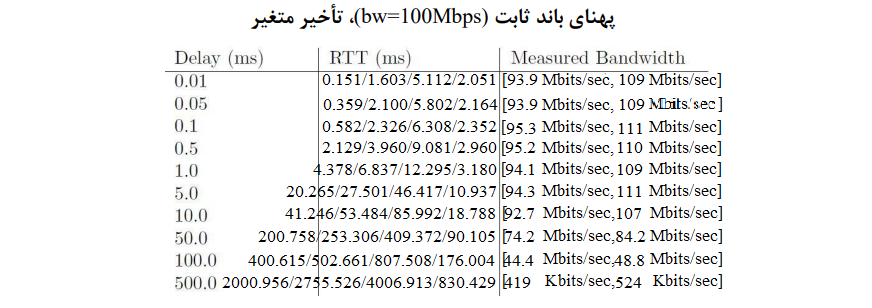 پهنای باند ثابت (bw=100Mbps)، تأخیر متغیر
Delay (ms) RTT (ms) Measured Bandwidth
0.01 0.151/1.603/5.112/2.051 [93.9 Mbits/sec, 109 Mbits/sec]
0.05 0.359/2.100/5.802/2.164 [93.9 Mbits/sec, 109 Mbits/sec]
0.1 0.582/2.326/6.308/2.352 [95.3 Mbits/sec, 111 Mbits/sec]
0.5 2.129/3.960/9.081/2.960 [95.2 Mbits/sec, 110 Mbits/sec]
1.0 4.378/6.837/12.295/3.180 [94.1 Mbits/sec, 109 Mbits/sec]
5.0 20.265/27.501/46.417/10.937 [94.3 Mbits/sec, 111 Mbits/sec]
10.0 41.246/53.484/85.992/18.788 [92.7 Mbits/sec,107 Mbits/sec]
50.0 200.758/253.306/409.372/90.105 [74.2 Mbits/sec,84.2 Mbits/sec]
100.0 400.615/502.661/807.508/176.004 [44.4 Mbits/sec,48.8 Mbits/sec]
500.0 2000.956/2755.526/4006.913/830.429 [419 Kbits/sec,524 Kbits/sec]